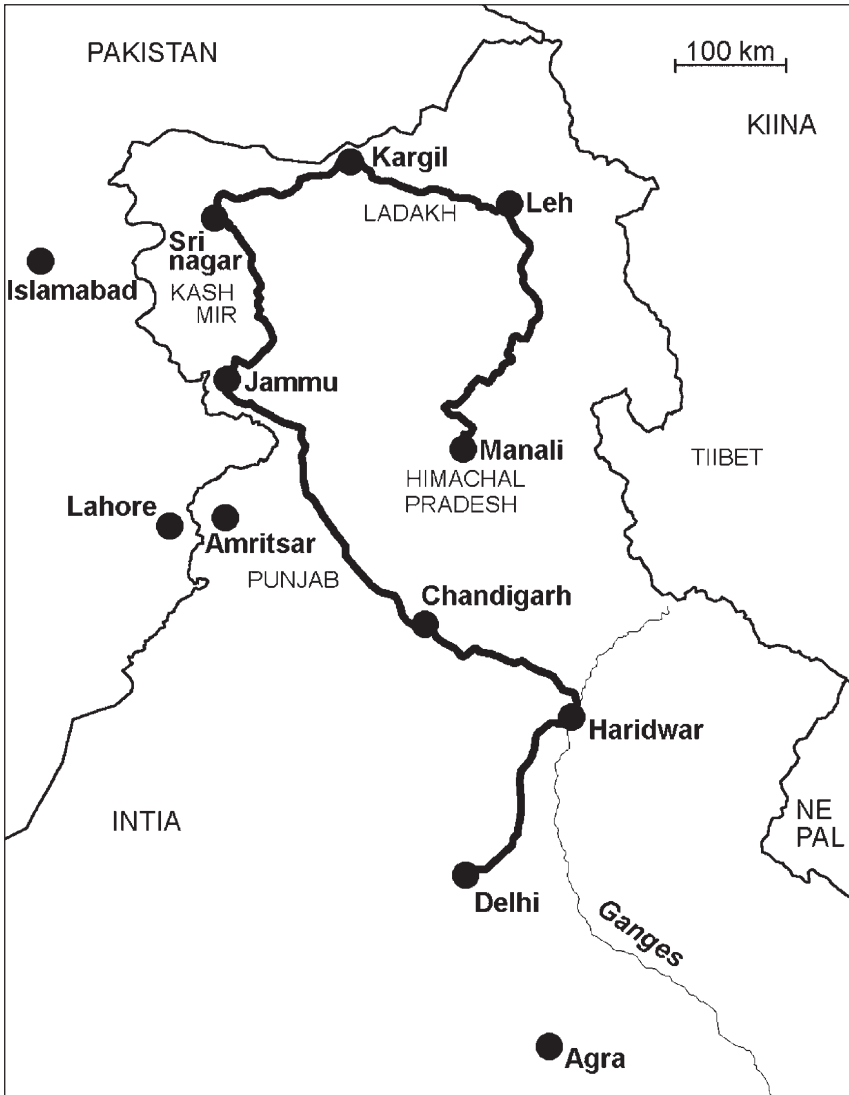 PAKISTAN
100 km
KIINA
Kargil
LADAKH
Leh
Sri
nagar
Islamabad
KASH
MIR
Jammu
Manali
HIMACHAL
PRADESH
TIIBET
Lahore
Amritsar
PUNJAB
Chandigarh
Haridwar
INTIA
NE
PAL
Delhi
Ganges
Agra